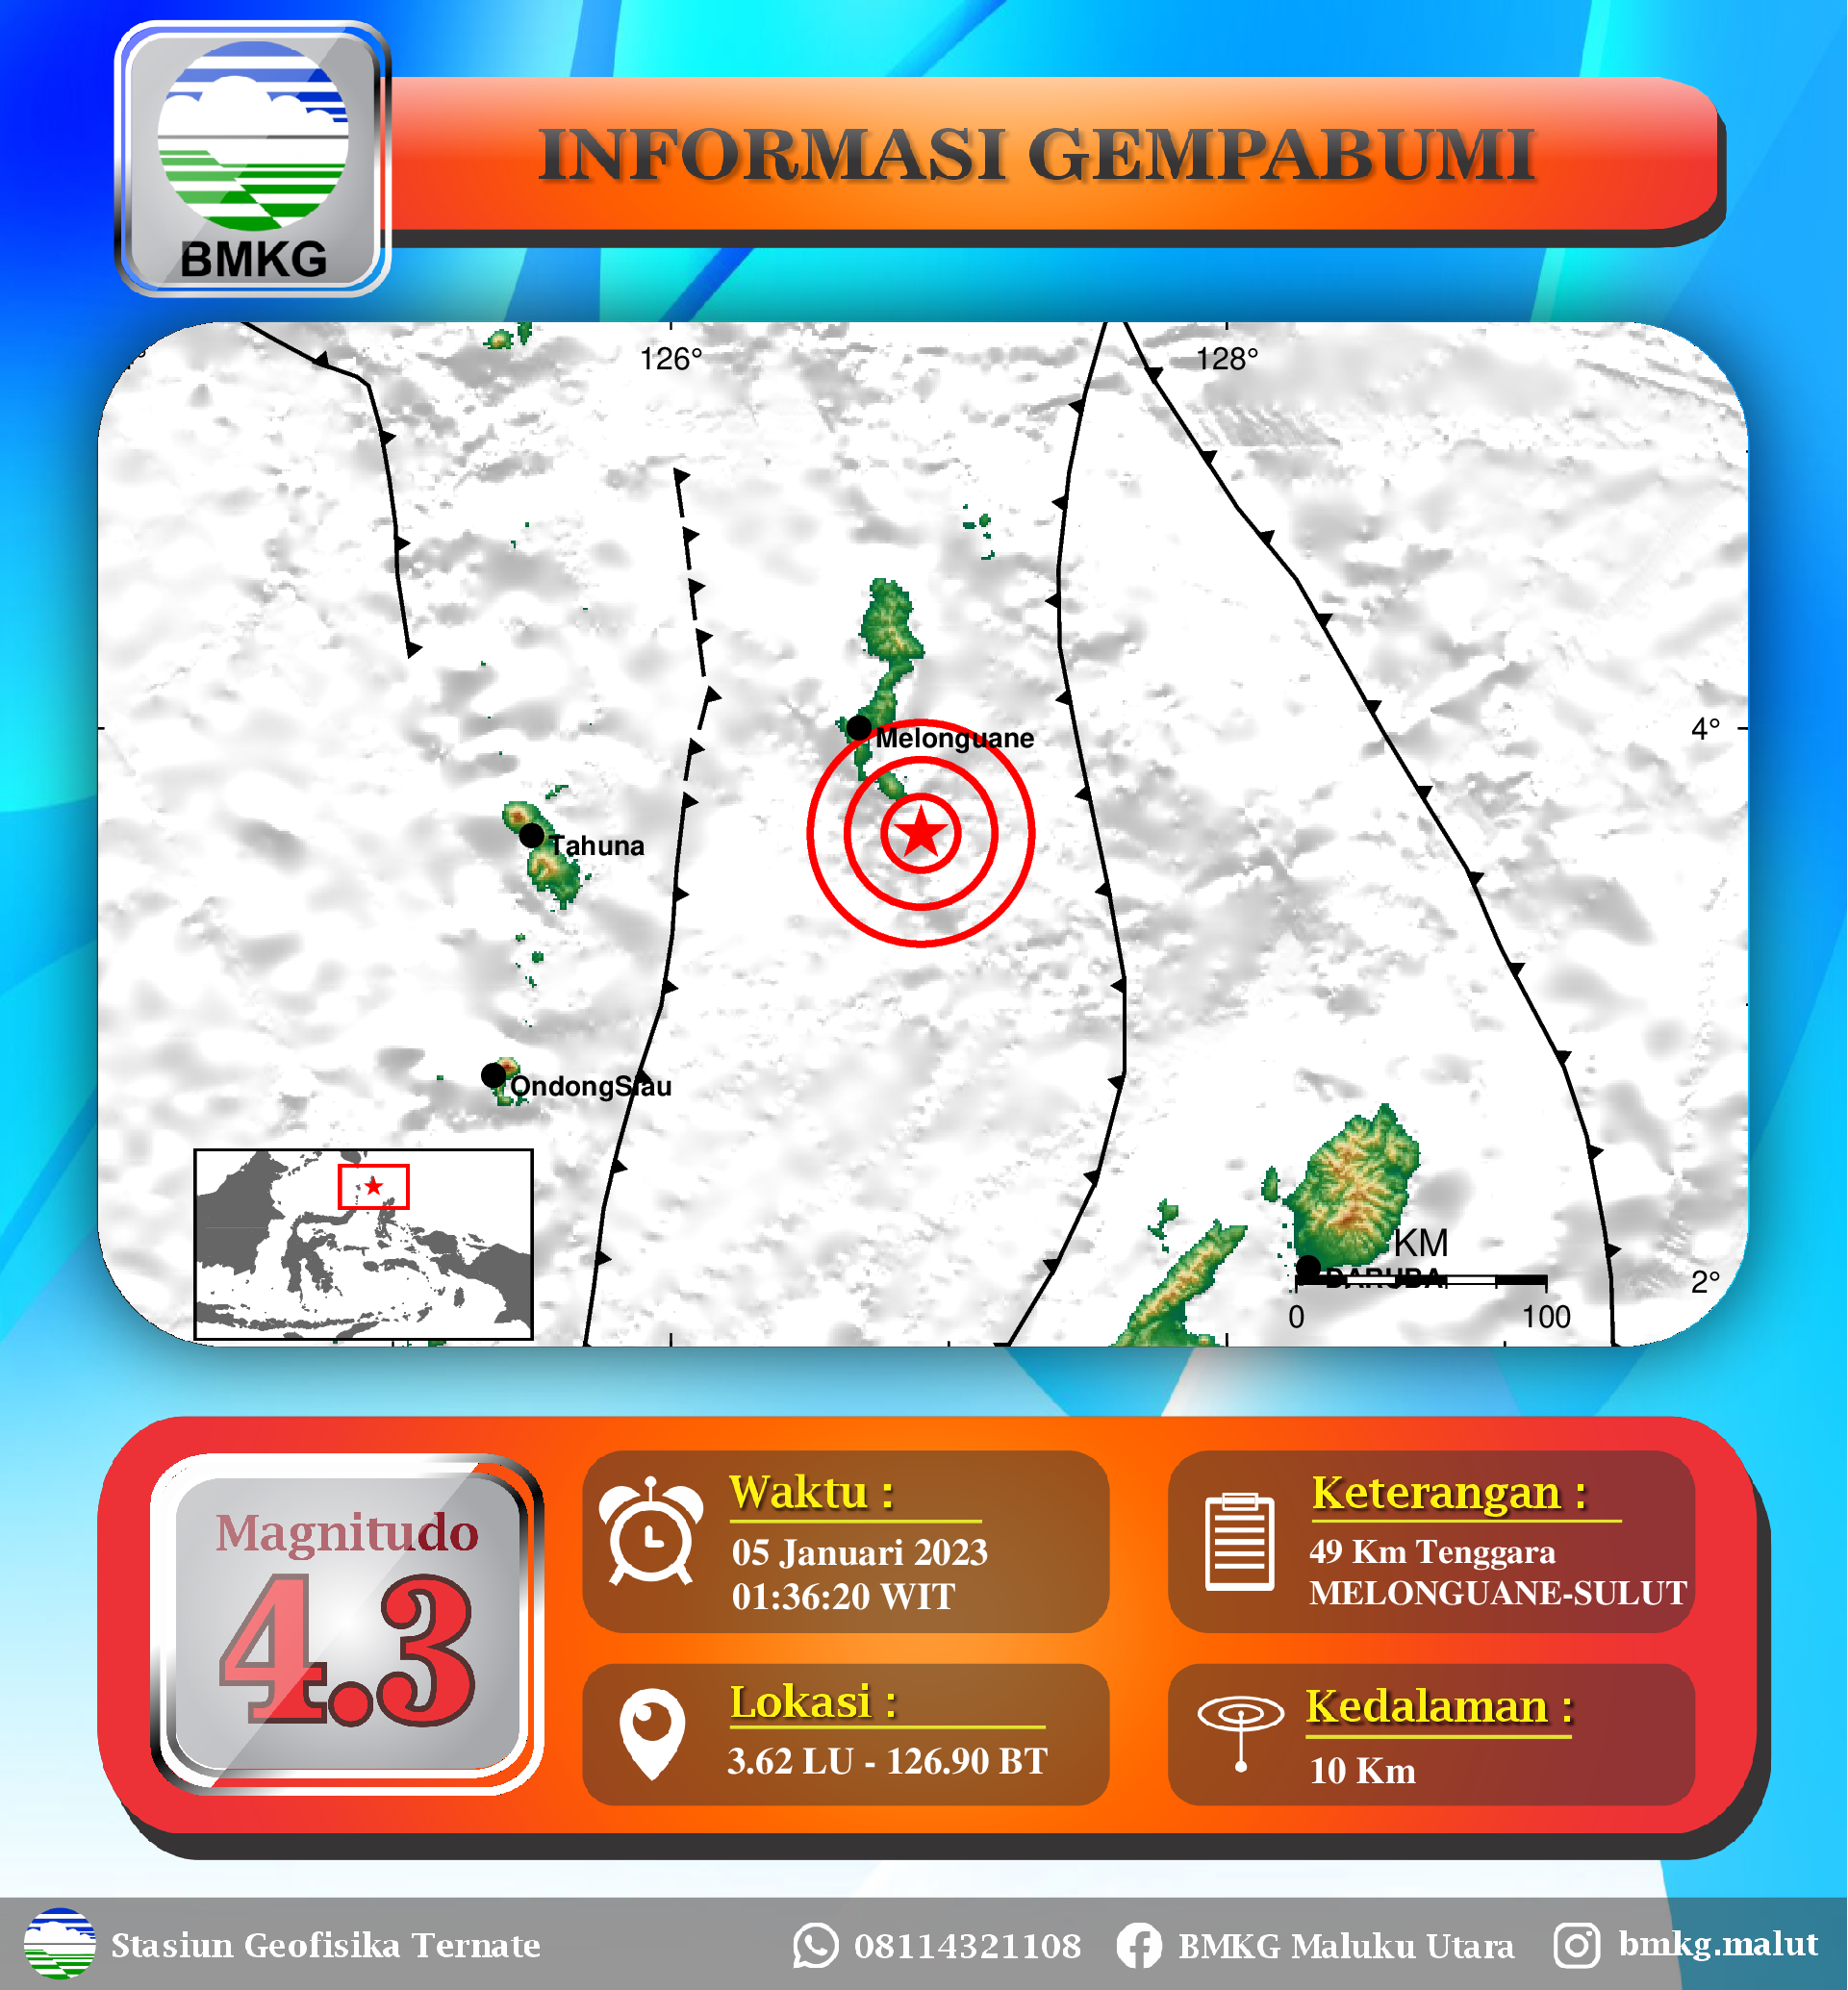 BMKG
INFORMASI GEMPABUMI
126°
128°
4°
Melonguane
Tahuna
OndongSiau
KM
DARUBA
2°
0
100
Magnitudo
4.3
Waktu :
05 Januari 2023
01:36:20 WIT
Keterangan :
49 Km Tenggara
MELONGUANE-SULUT
Lokasi :
3.62 LU - 126.90 BT
Kedalaman :
10 Km
Stasiun Geofisika Ternate
08114321108
BMKG Maluku Utara
bmkg.malut